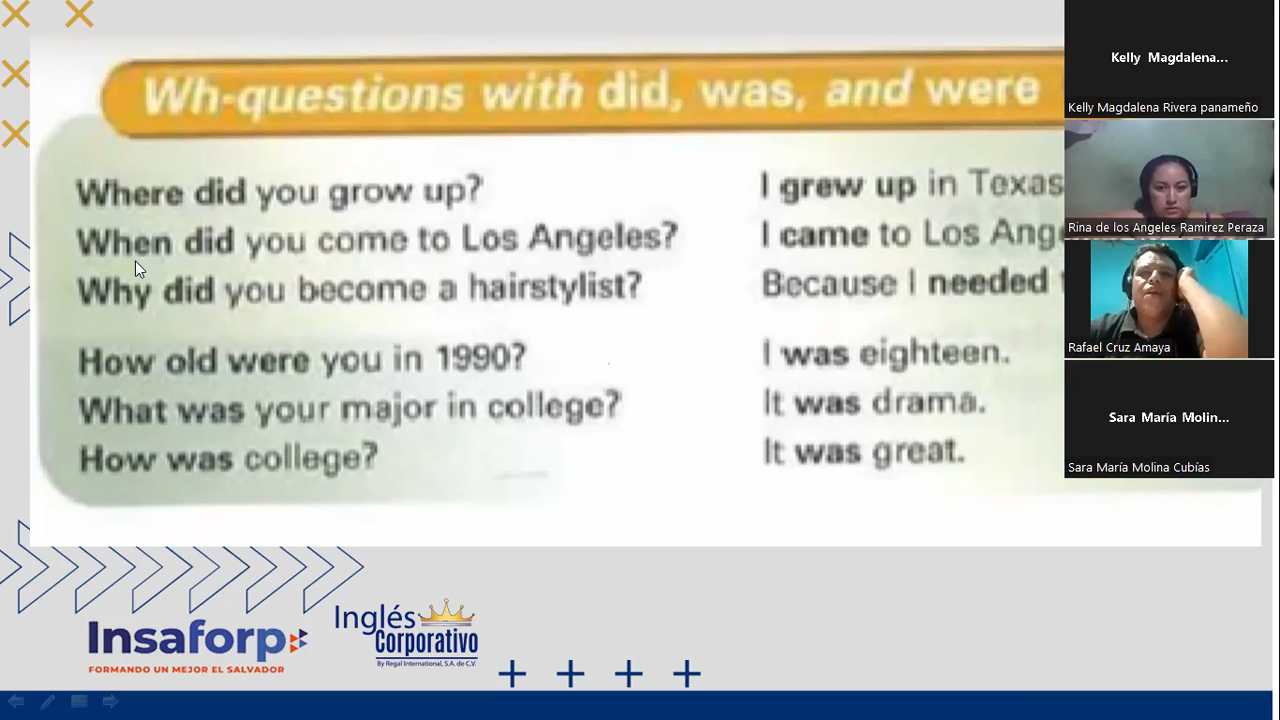 Wh-questions with did, was, and were
Where did you grow up?
I grew up in Texas
When did you come to Los Angeles?
I came to Los Ang
Why did you become a hairstylist?
Because I needed
How old were you in 1990?
I was eighteen.
What was your major in college?
It was drama.
How was college?
It was great.
Kelly Magdalena...
Kelly Magdalena Rivera panameño
Rina de los Angeles Ramirez Peraza
Rafael Cruz Amaya
Sara María Molin...
Sara María Molina Cubías
Insaforp
FORMANDO UN MEJOR EL SALVADOR
Inglés
Corporativo
By Regal International, S.A. de C.V.